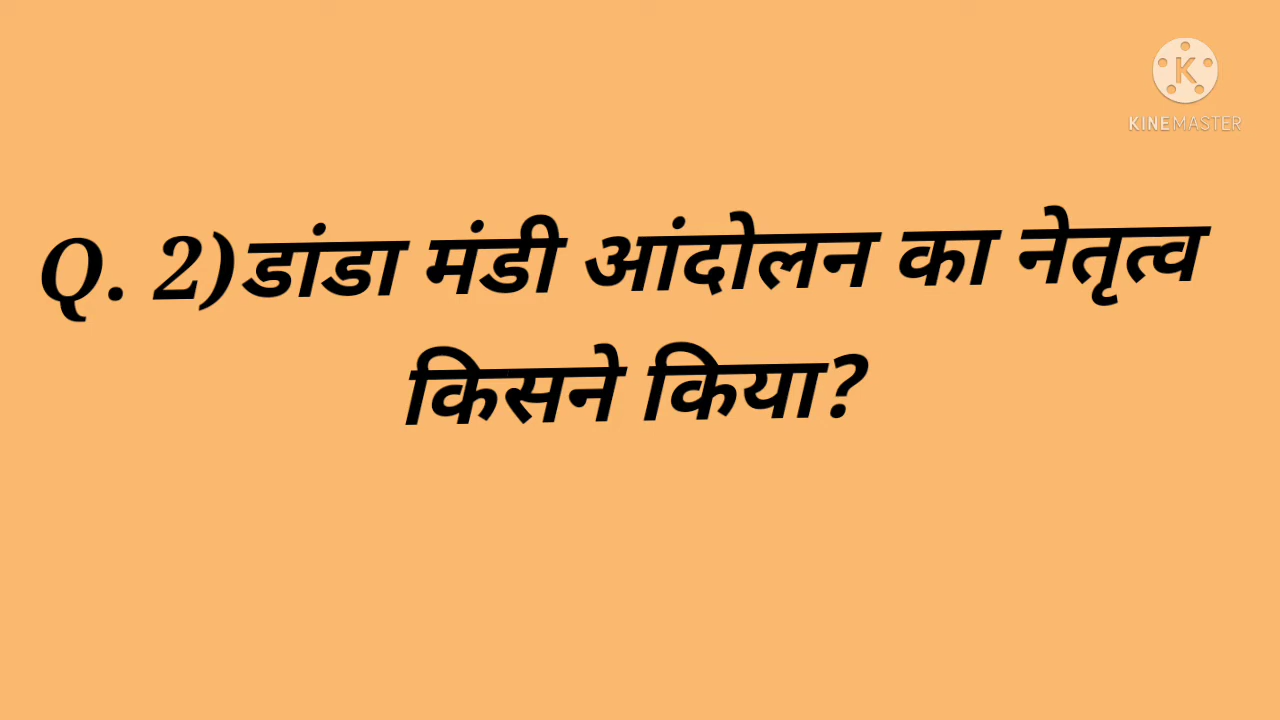 KINEMASTER
Q. 2)डांडा मंडी आंदोलन का नेतृत्व
किसने किया?